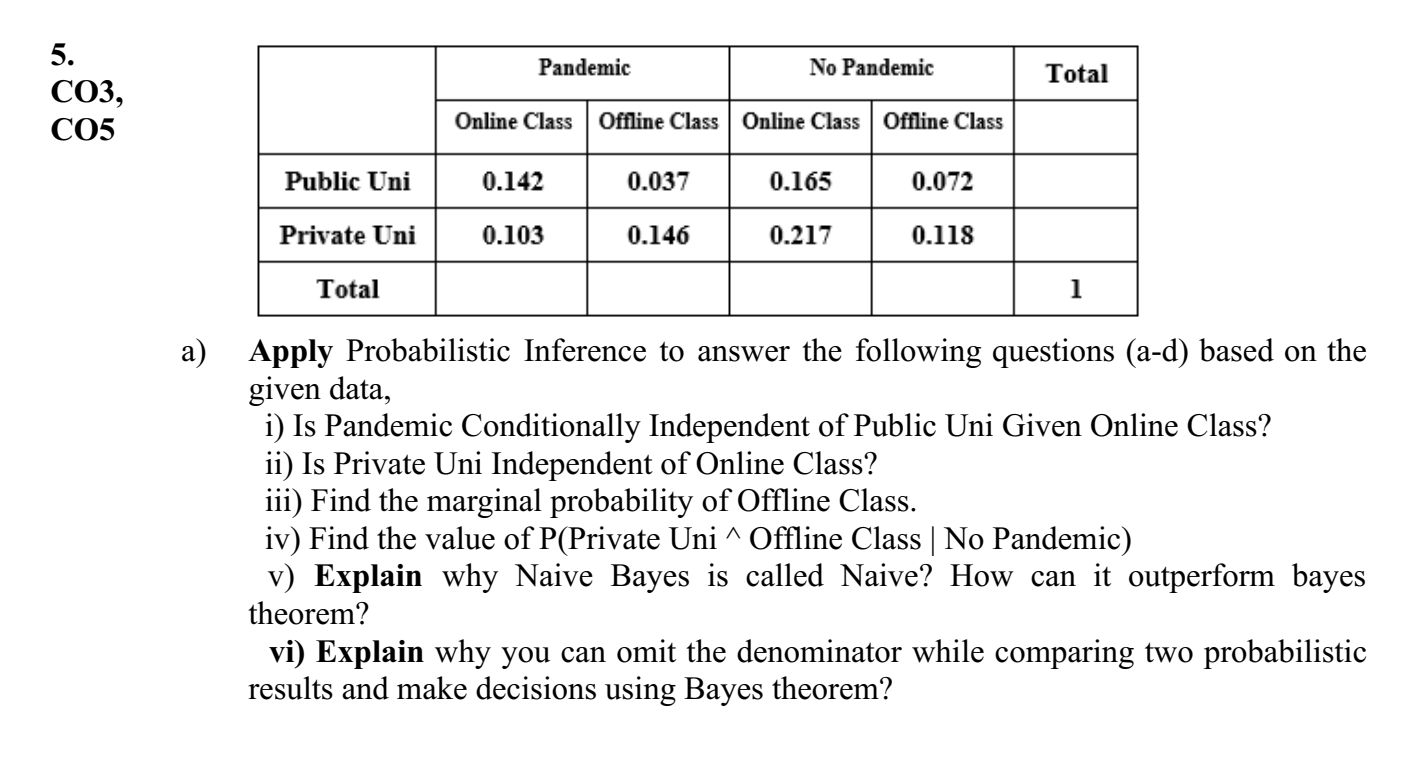 5.
CO3,
CO5
Pandemic No Pandemic Total
Online Class Offline Class Online Class Offline Class
Public Uni 0.142 0.037 0.165 0.072
Private Uni 0.103 0.146 0.217 0.118
Total 1
a) Apply Probabilistic Inference to answer the following questions (a-d) based on the
given data,
i) Is Pandemic Conditionally Independent of Public Uni Given Online Class?
ii) Is Private Uni Independent of Online Class?
iii) Find the marginal probability of Offline Class.
iv) Find the value of P(Private Uni ^ Offline Class | No Pandemic)
v) Explain why Naive Bayes is called Naive? How can it outperform bayes
theorem?
vi) Explain why you can omit the denominator while comparing two probabilistic
results and make decisions using Bayes theorem?